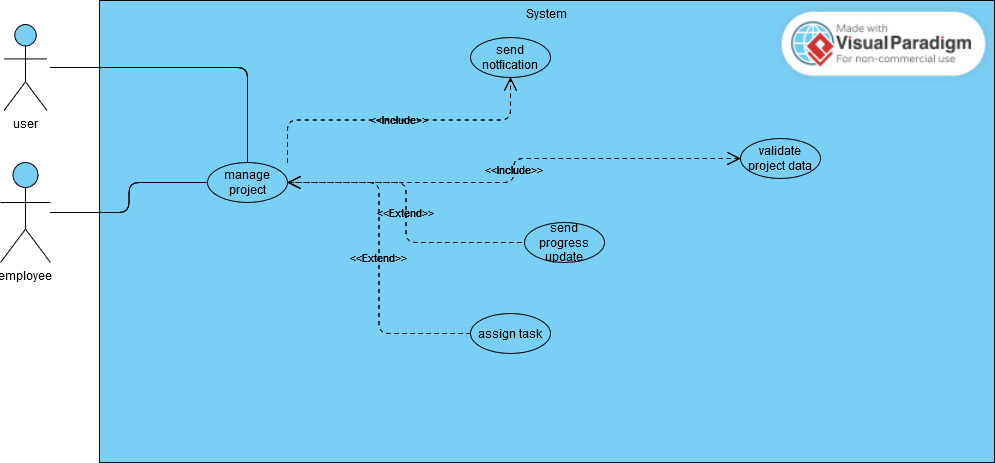 System
Made with
Visual Paradigm
For non-commercial use
send
notfication
user
<<Include>>
validate
project data
<<Include>>
manage
project
<<Extend>>
send
progress
update
<<Extend>>
employee
assign task